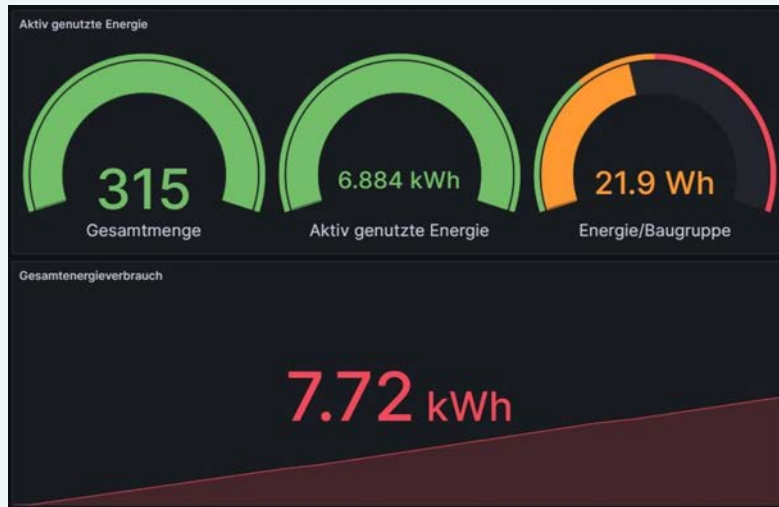 Aktiv genutzte Energie
315
Gesamtmenge
6.884 kWh
Aktiv genutzte Energie
21.9 Wh
Energie/Baugruppe
Gesamtenergieverbrauch
7.72 kWh